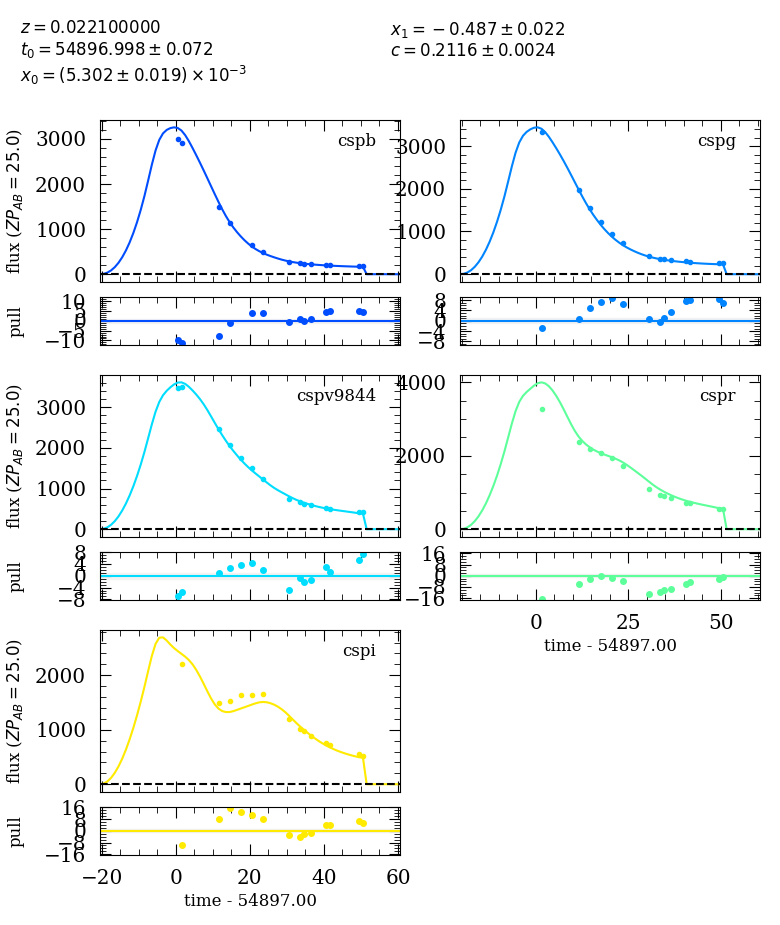 z = 0.022100000
t₀ = 54896.998 ± 0.072
x₀ = (5.302 ± 0.019) × 10⁻³
x₁ = −0.487 ± 0.022
c = 0.2116 ± 0.0024
flux (ZP_AB = 25.0)
3000
2000
1000
0
cspb
3000
2000
1000
0
cspg
pull
10
5
0
−5
−10
8
4
0
−4
−8
flux (ZP_AB = 25.0)
3000
2000
1000
0
cspv9844
4000
2000
0
cspr
pull
8
4
0
−4
−8
16
8
0
−8
−16
0 25 50
time - 54897.00
flux (ZP_AB = 25.0)
2000
1000
0
cspi
pull
16
8
0
−8
−16
−20 0 20 40 60
time - 54897.00